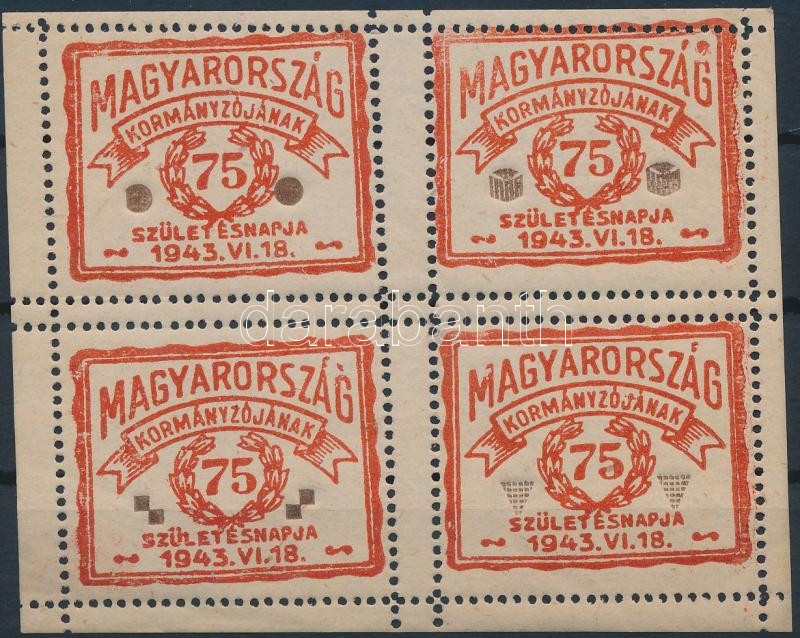 MAGYARORSZÁG
KORMÁNYZÓJÁNAK
75
SZÜLETÉSNAPJA
1943.VI.18.
MAGYARORSZÁG
KORMÁNYZÓJÁNAK
75
SZÜLETÉSNAPJA
1943.VI.18.
darabanth
MAGYARORSZÁG
KORMÁNYZÓJÁNAK
75
SZÜLETÉSNAPJA
1943.VI.18.
MAGYARORSZÁG
KORMÁNYZÓJÁNAK
75
SZÜLETÉSNAPJA
1943.VI.18.